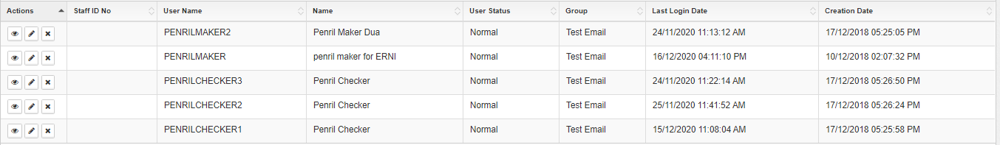 Actions Staff ID No User Name Name User Status Group Last Login Date Creation Date
PENRILMAKER2 Penril Maker Dua Normal Test Email 24/11/2020 11:13:12 AM 17/12/2018 05:25:05 PM
PENRILMAKER penril maker for ERNI Normal Test Email 16/12/2020 04:11:10 PM 10/12/2018 02:07:32 PM
PENRILCHECKER3 Penril Checker Normal Test Email 24/11/2020 11:22:14 AM 17/12/2018 05:26:50 PM
PENRILCHECKER2 Penril Checker Normal Test Email 25/11/2020 11:41:52 AM 17/12/2018 05:26:24 PM
PENRILCHECKER1 Penril Checker Normal Test Email 15/12/2020 11:08:04 AM 17/12/2018 05:25:58 PM